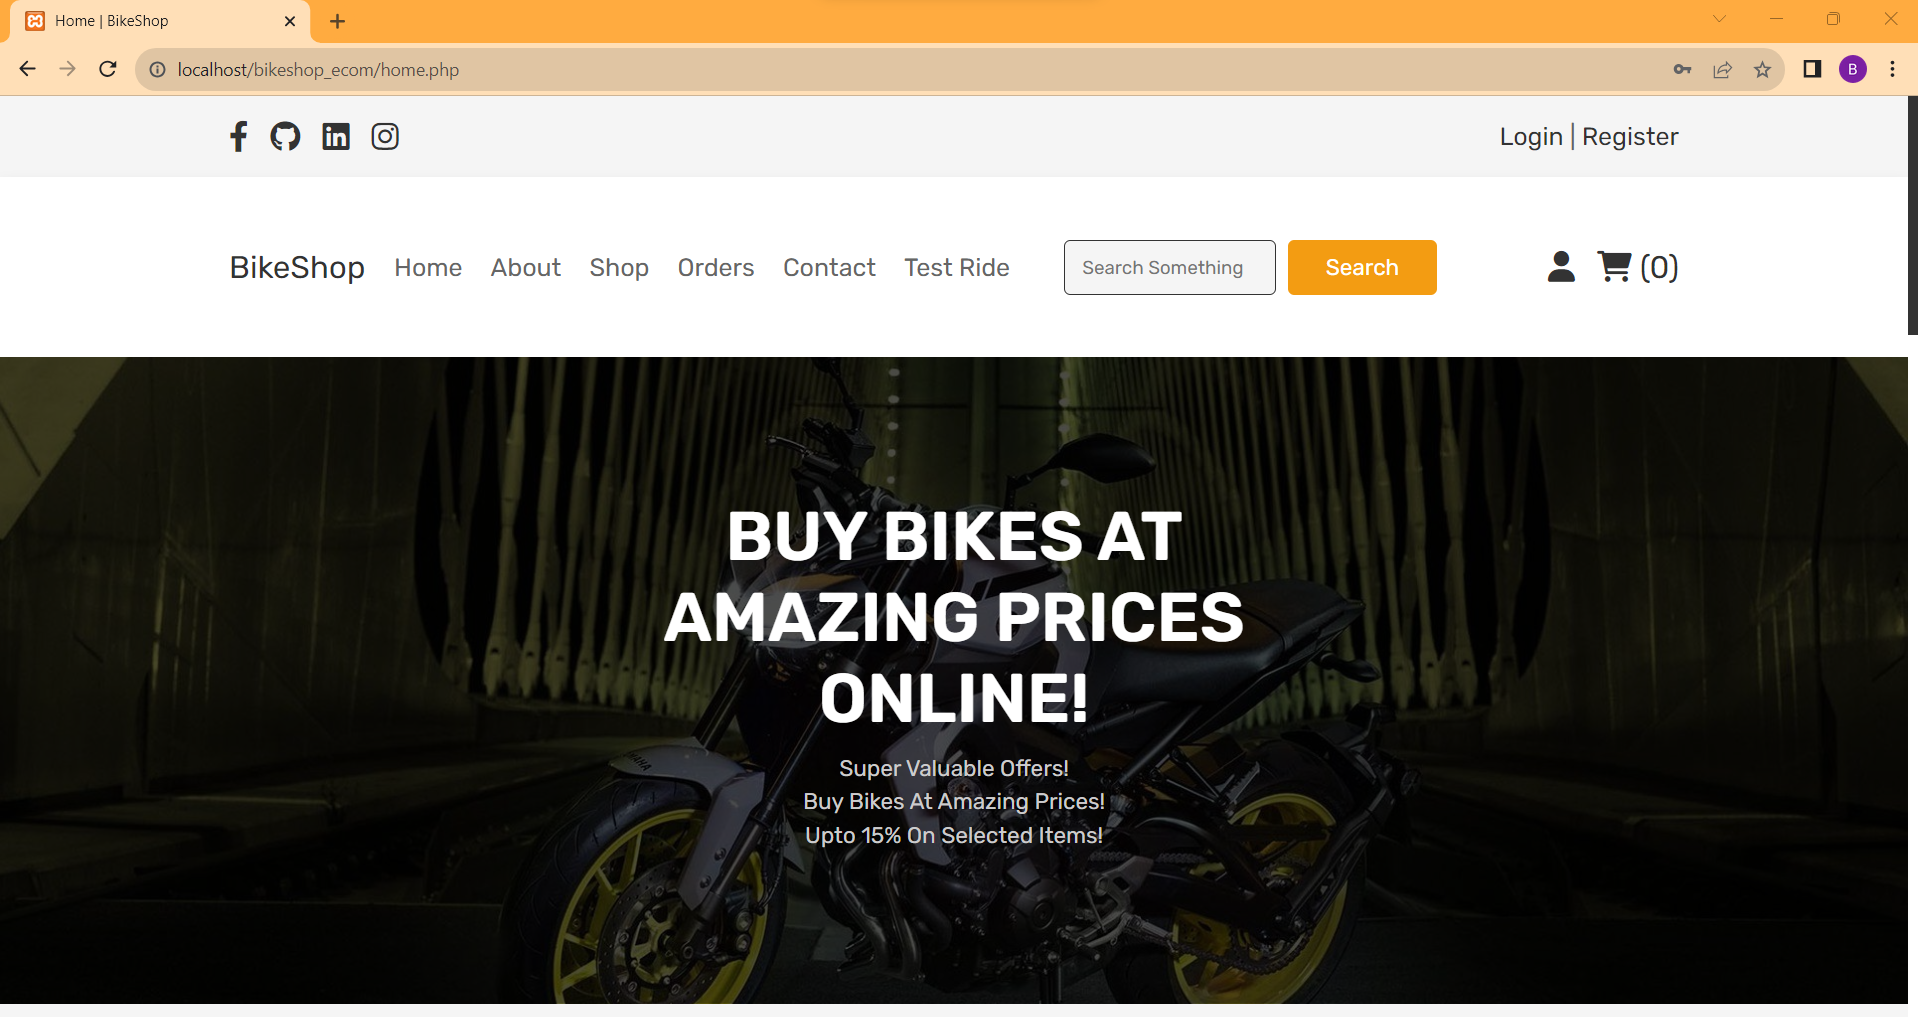 Home | BikeShop
localhost/bikeshop_ecom/home.php
B
Login | Register
BikeShop Home About Shop Orders Contact Test Ride Search Something Search (0)
BUY BIKES AT
AMAZING PRICES
ONLINE!
Super Valuable Offers!
Buy Bikes At Amazing Prices!
Upto 15% On Selected Items!